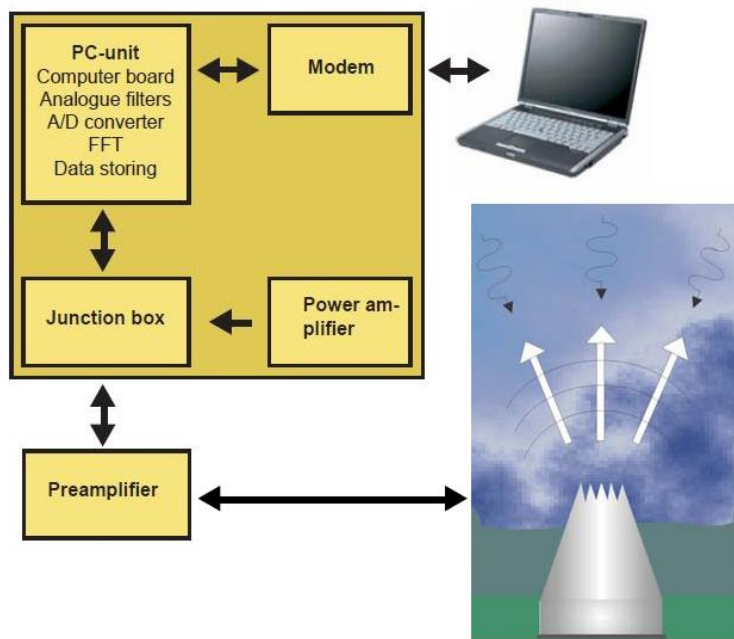 PC-unit
Computer board
Analogue filters
A/D converter
FFT
Data storing
Modem
Junction box
Power am-
plifier
Preamplifier